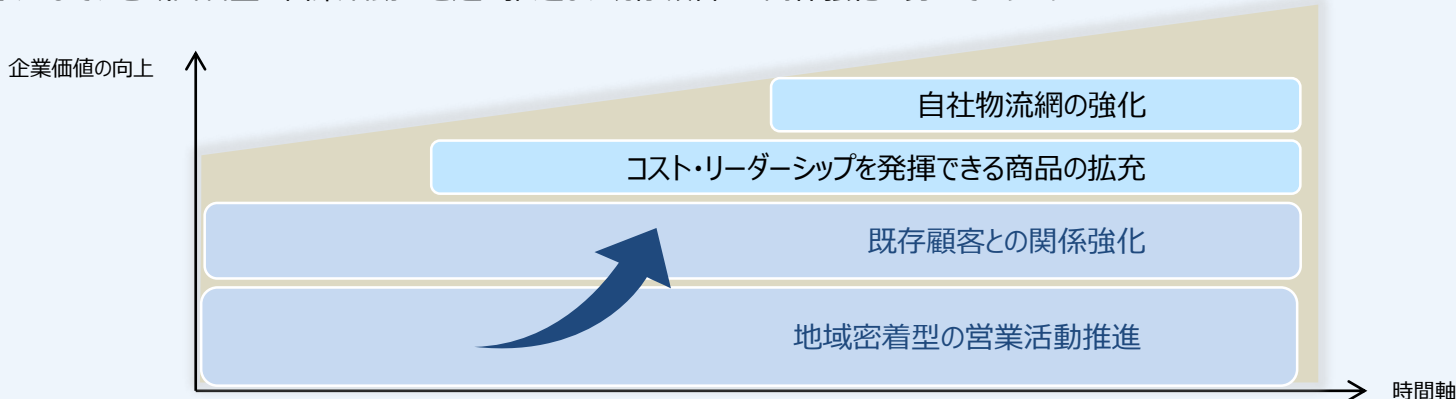 企業価値の向上
自社物流網の強化
コスト・リーダーシップを発揮できる商品の拡充
既存顧客との関係強化
地域密着型の営業活動推進
時間軸